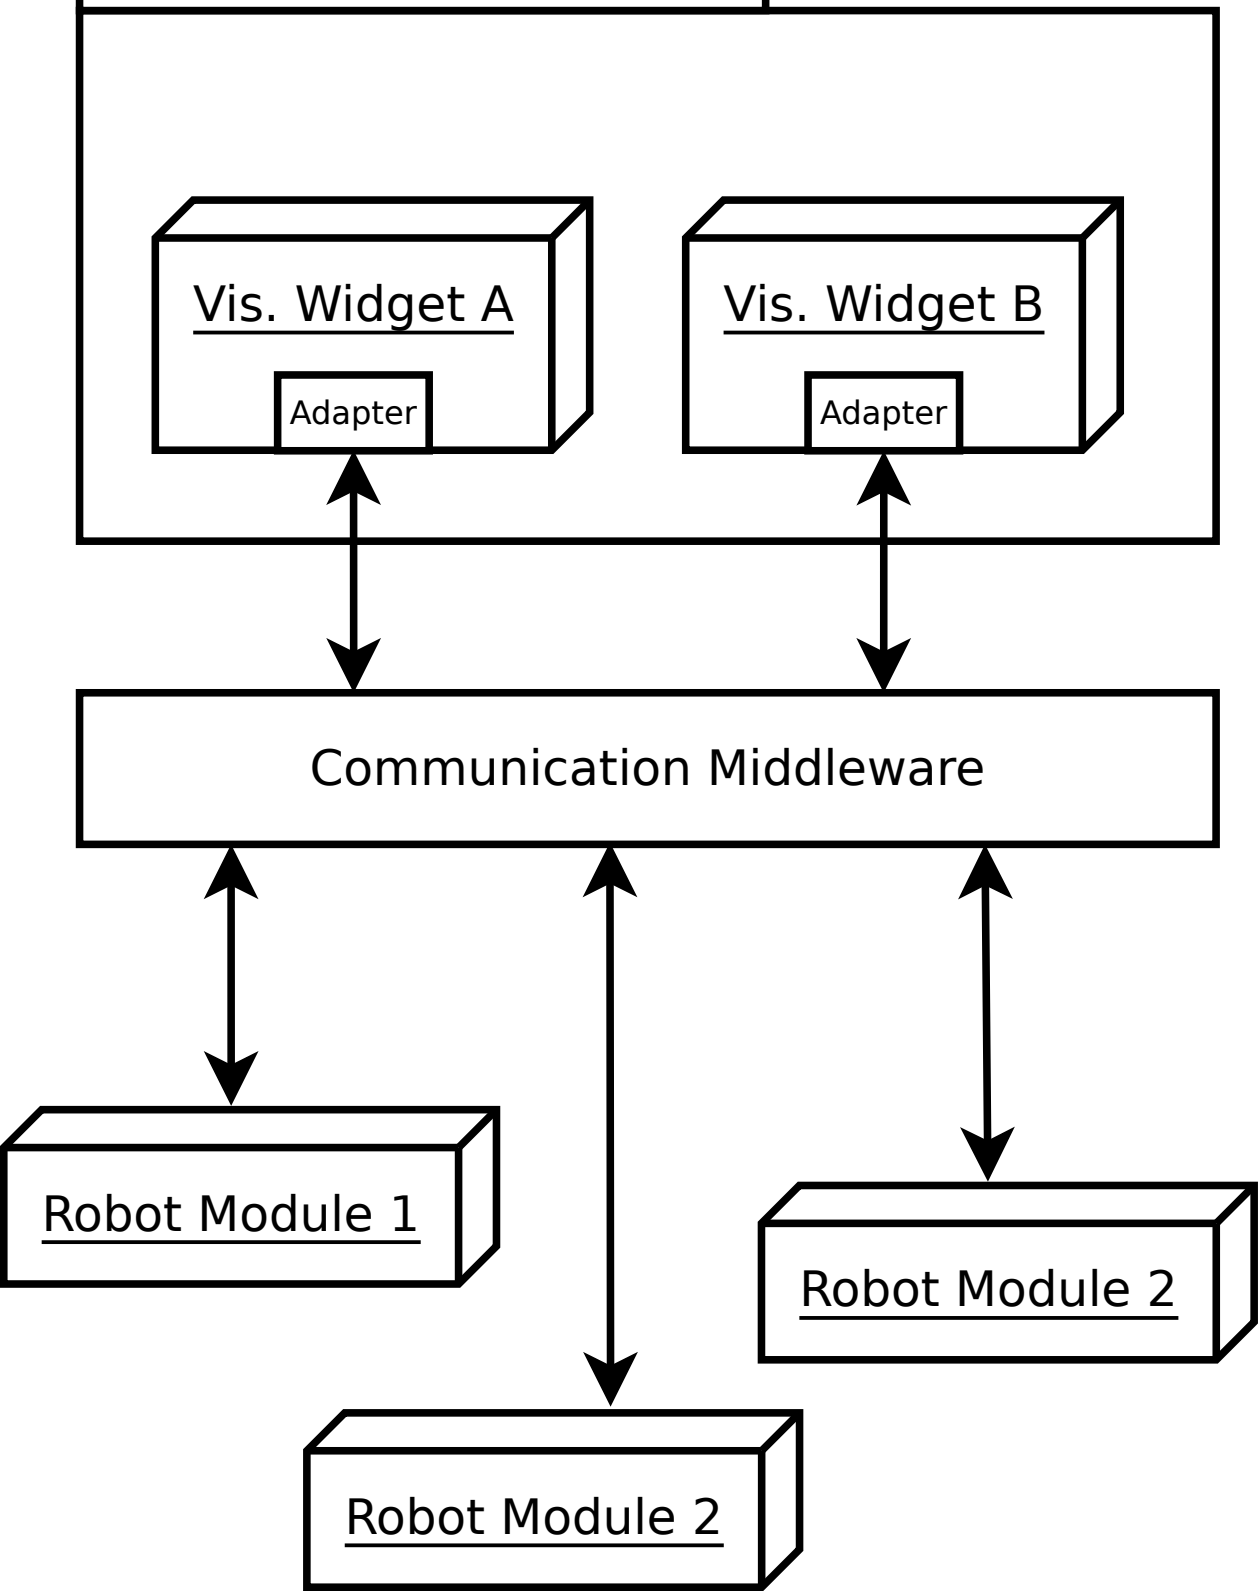 Vis. Widget A
Vis. Widget B
Adapter
Adapter
Communication Middleware
Robot Module 1
Robot Module 2
Robot Module 2